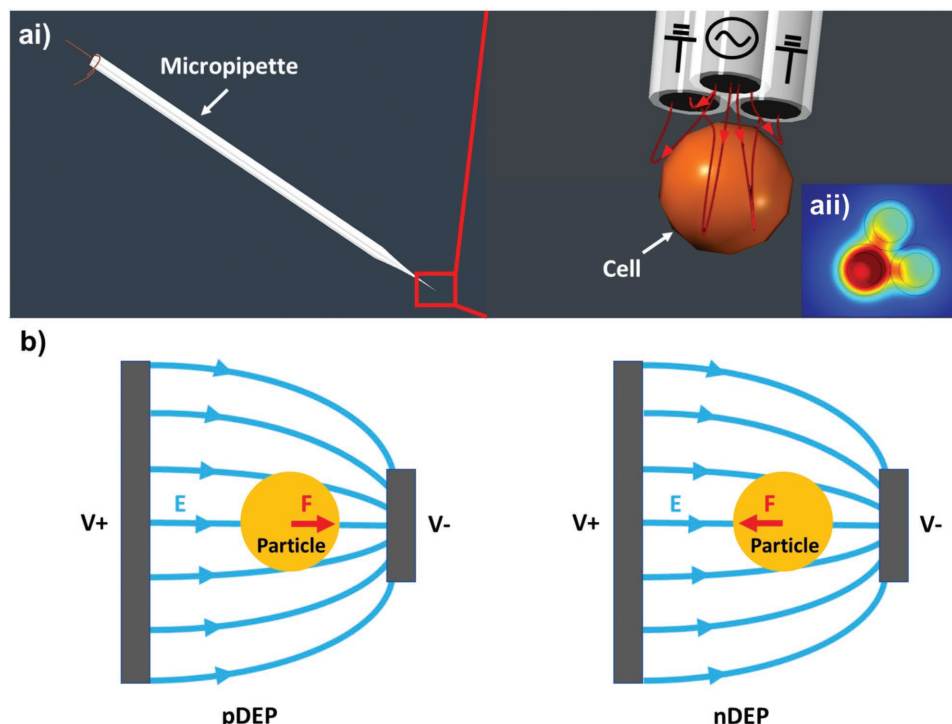 ai)
Micropipette
Cell
aii)
b)
V+
E
F
Particle
V-
pDEP
V+
E
F
Particle
V-
nDEP